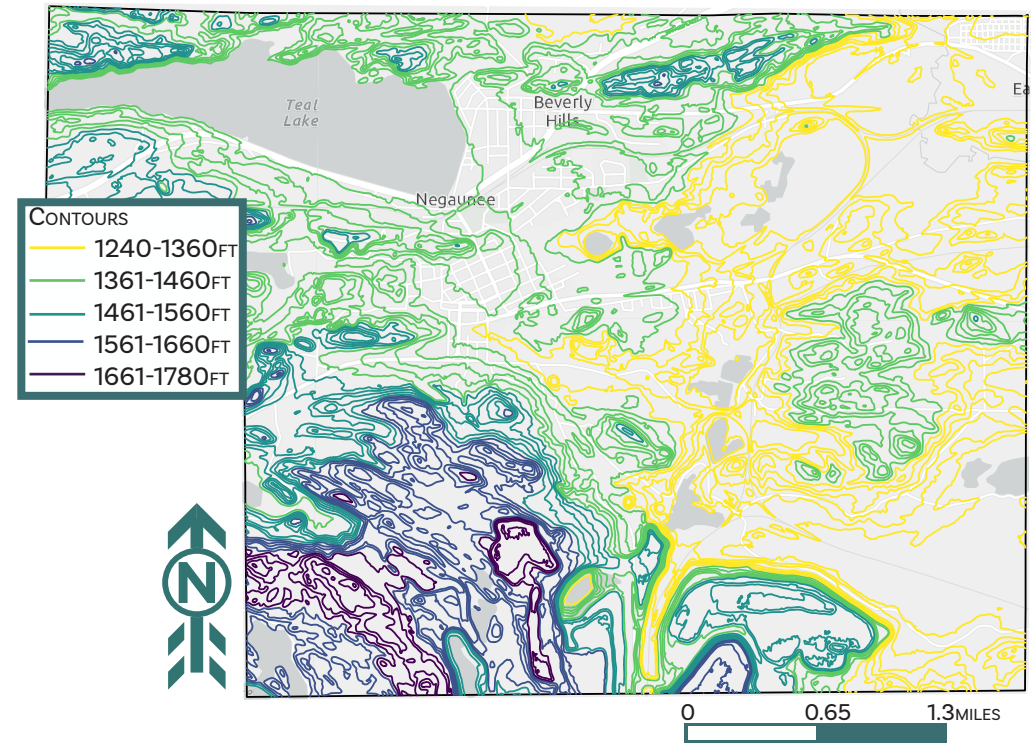 Teal
Lake
Beverly
Hills
Ea
Negaunee
CONTOURS
1240-1360FT
1361-1460FT
1461-1560FT
1561-1660FT
1661-1780FT
N
0 0.65 1.3MILES